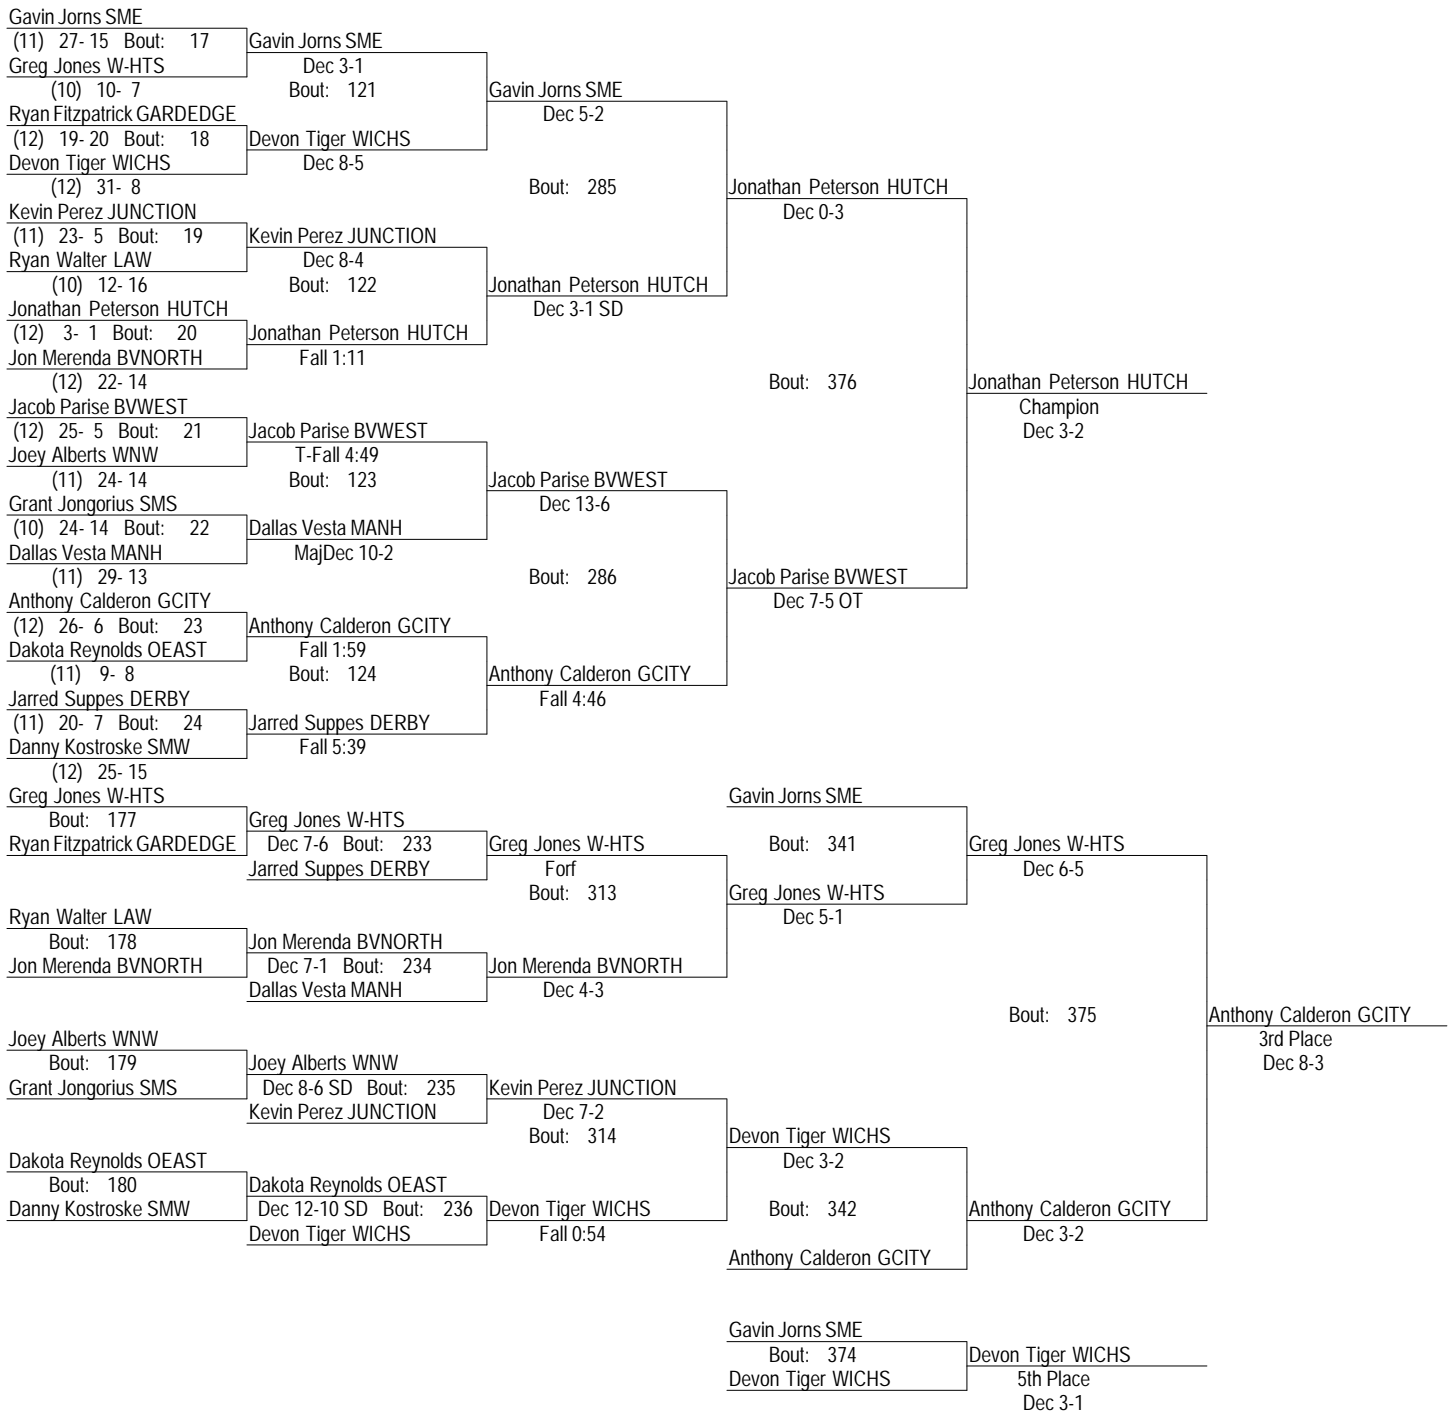 Gavin Jorns SME
(11) 27- 15 Bout: 17 Gavin Jorns SME
Greg Jones W-HTS Dec 3-1
(10) 10- 7 Bout: 121 Gavin Jorns SME
Ryan Fitzpatrick GARDEDGE Dec 5-2
(12) 19- 20 Bout: 18 Devon Tiger WICHS
Devon Tiger WICHS Dec 8-5
(12) 31- 8 Bout: 285 Jonathan Peterson HUTCH
Kevin Perez JUNCTION Dec 0-3
(11) 23- 5 Bout: 19 Kevin Perez JUNCTION
Ryan Walter LAW Dec 8-4
(10) 12- 16 Bout: 122 Jonathan Peterson HUTCH
Jonathan Peterson HUTCH Dec 3-1 SD
(12) 3- 1 Bout: 20 Jonathan Peterson HUTCH
Jon Merenda BVNORTH Fall 1:11
(12) 22- 14 Bout: 376 Jonathan Peterson HUTCH
Jacob Parise BVWEST Champion
(12) 25- 5 Bout: 21 Jacob Parise BVWEST Dec 3-2
Joey Alberts WNW T-Fall 4:49
(11) 24- 14 Bout: 123 Jacob Parise BVWEST
Grant Jongorius SMS Dec 13-6
(10) 24- 14 Bout: 22 Dallas Vesta MANH
Dallas Vesta MANH MajDec 10-2
(11) 29- 13 Bout: 286 Jacob Parise BVWEST
Anthony Calderon GCITY Dec 7-5 OT
(12) 26- 6 Bout: 23 Anthony Calderon GCITY
Dakota Reynolds OEAST Fall 1:59
(11) 9- 8 Bout: 124 Anthony Calderon GCITY
Jarred Suppes DERBY Fall 4:46
(11) 20- 7 Bout: 24 Jarred Suppes DERBY
Danny Kostroske SMW Fall 5:39
(12) 25- 15
Greg Jones W-HTS Gavin Jorns SME
Bout: 177 Greg Jones W-HTS
Ryan Fitzpatrick GARDEDGE Dec 7-6 Bout: 233 Greg Jones W-HTS Bout: 341 Greg Jones W-HTS
Jarred Suppes DERBY Forf Dec 6-5
Bout: 313 Greg Jones W-HTS
Ryan Walter LAW Dec 5-1
Bout: 178 Jon Merenda BVNORTH
Jon Merenda BVNORTH Dec 7-1 Bout: 234 Jon Merenda BVNORTH
Dallas Vesta MANH Dec 4-3
Bout: 375 Anthony Calderon GCITY
Joey Alberts WNW 3rd Place
Bout: 179 Joey Alberts WNW Dec 8-3
Grant Jongorius SMS Dec 8-6 SD Bout: 235 Kevin Perez JUNCTION
Kevin Perez JUNCTION Dec 7-2
Bout: 314 Devon Tiger WICHS
Dakota Reynolds OEAST Dec 3-2
Bout: 180 Dakota Reynolds OEAST
Danny Kostroske SMW Dec 12-10 SD Bout: 236 Devon Tiger WICHS Bout: 342 Anthony Calderon GCITY
Devon Tiger WICHS Fall 0:54 Dec 3-2
Anthony Calderon GCITY
Gavin Jorns SME
Bout: 374 Devon Tiger WICHS
Devon Tiger WICHS 5th Place
Dec 3-1